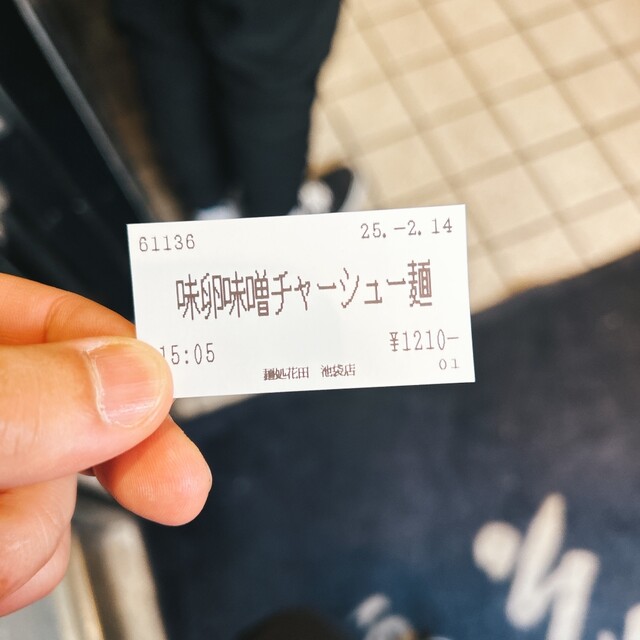 61136 25.-2.14
味卵味噌チャーシュー麺
15:05 ¥1210-
麺処花田 池袋店 01